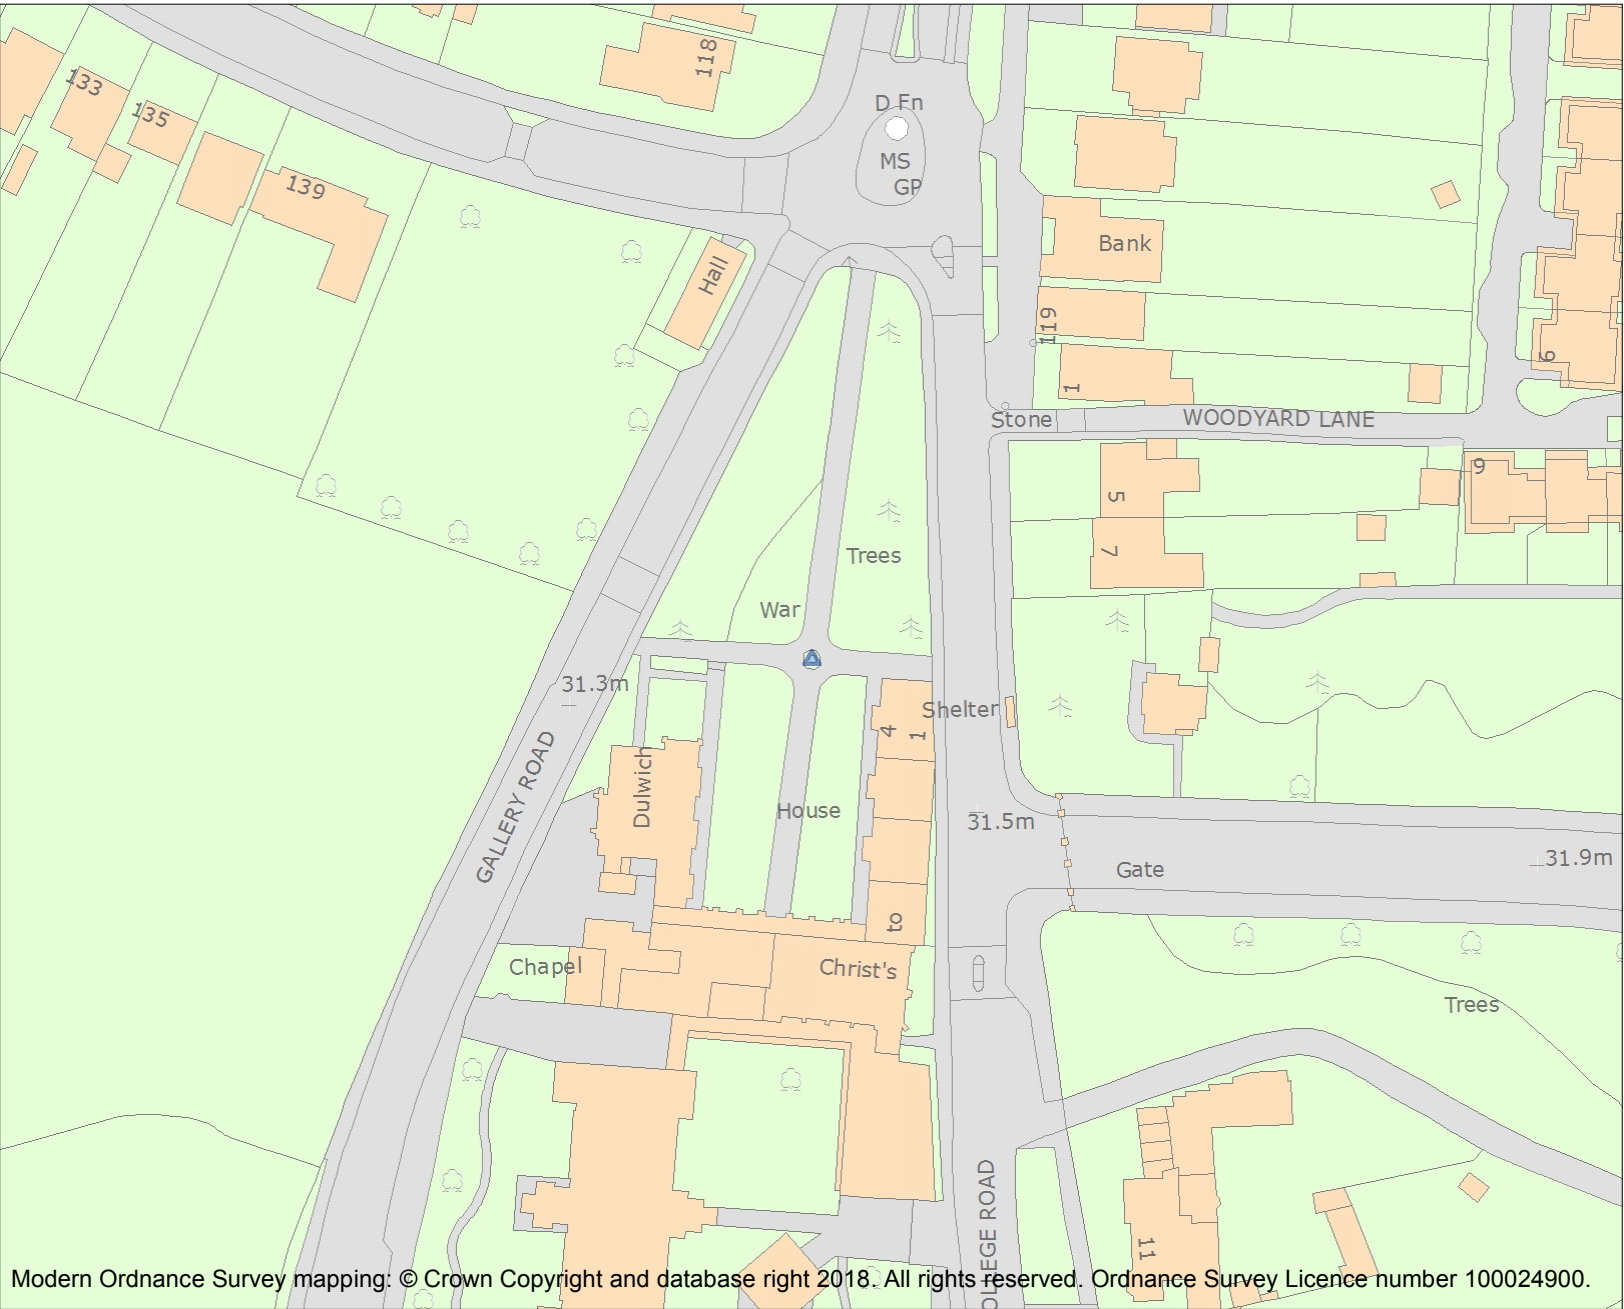 118
133
135
D Fn
MS
GP
139
Bank
Hall
119
9
1
Stone
WOODYARD LANE
9
5
7
Trees
War
31.3m
Shelter
4
1
GALLERY ROAD
Dulwich
House
31.5m
Gate
31.9m
to
Chapel
Christ's
Trees
OLLEGE ROAD
11
Modern Ordnance Survey mapping: © Crown Copyright and database right 2018. All rights reserved. Ordnance Survey Licence number 100024900.